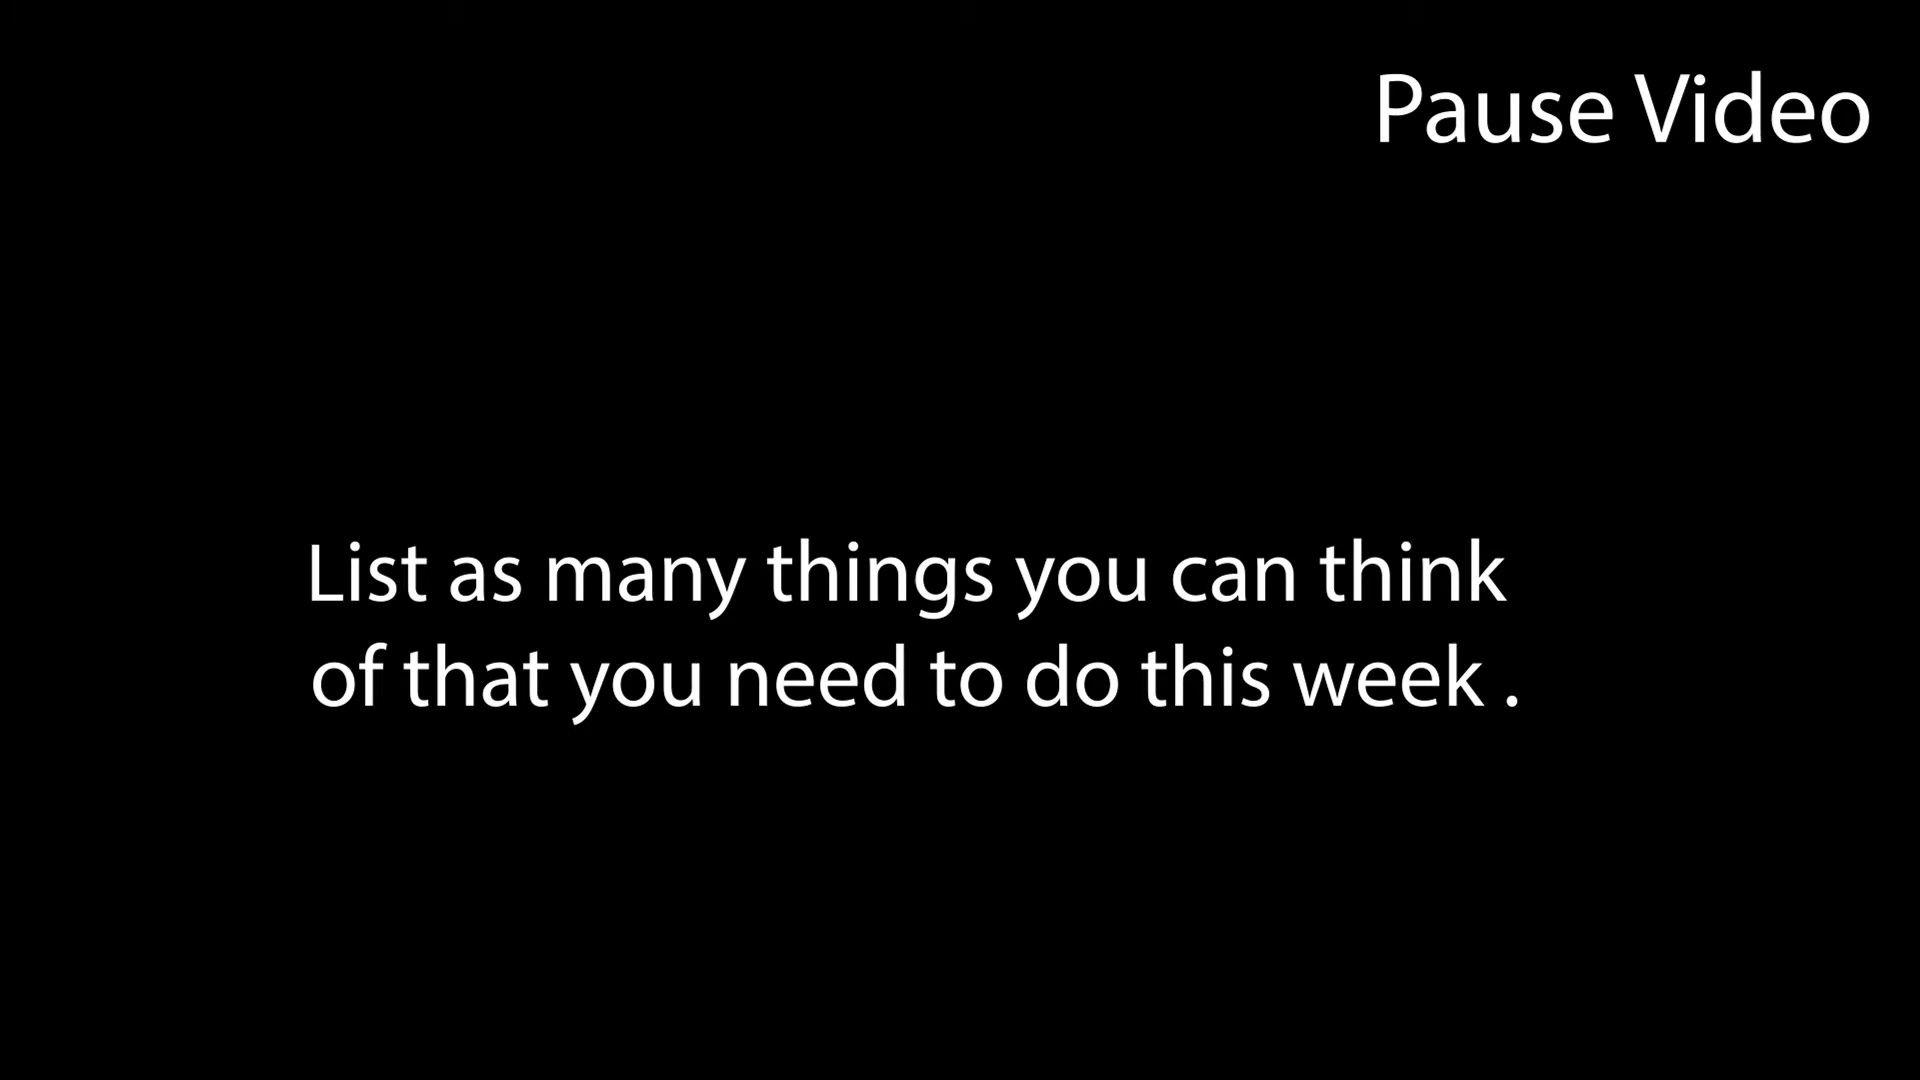 Pause Video
List as many things you can think
of that you need to do this week .